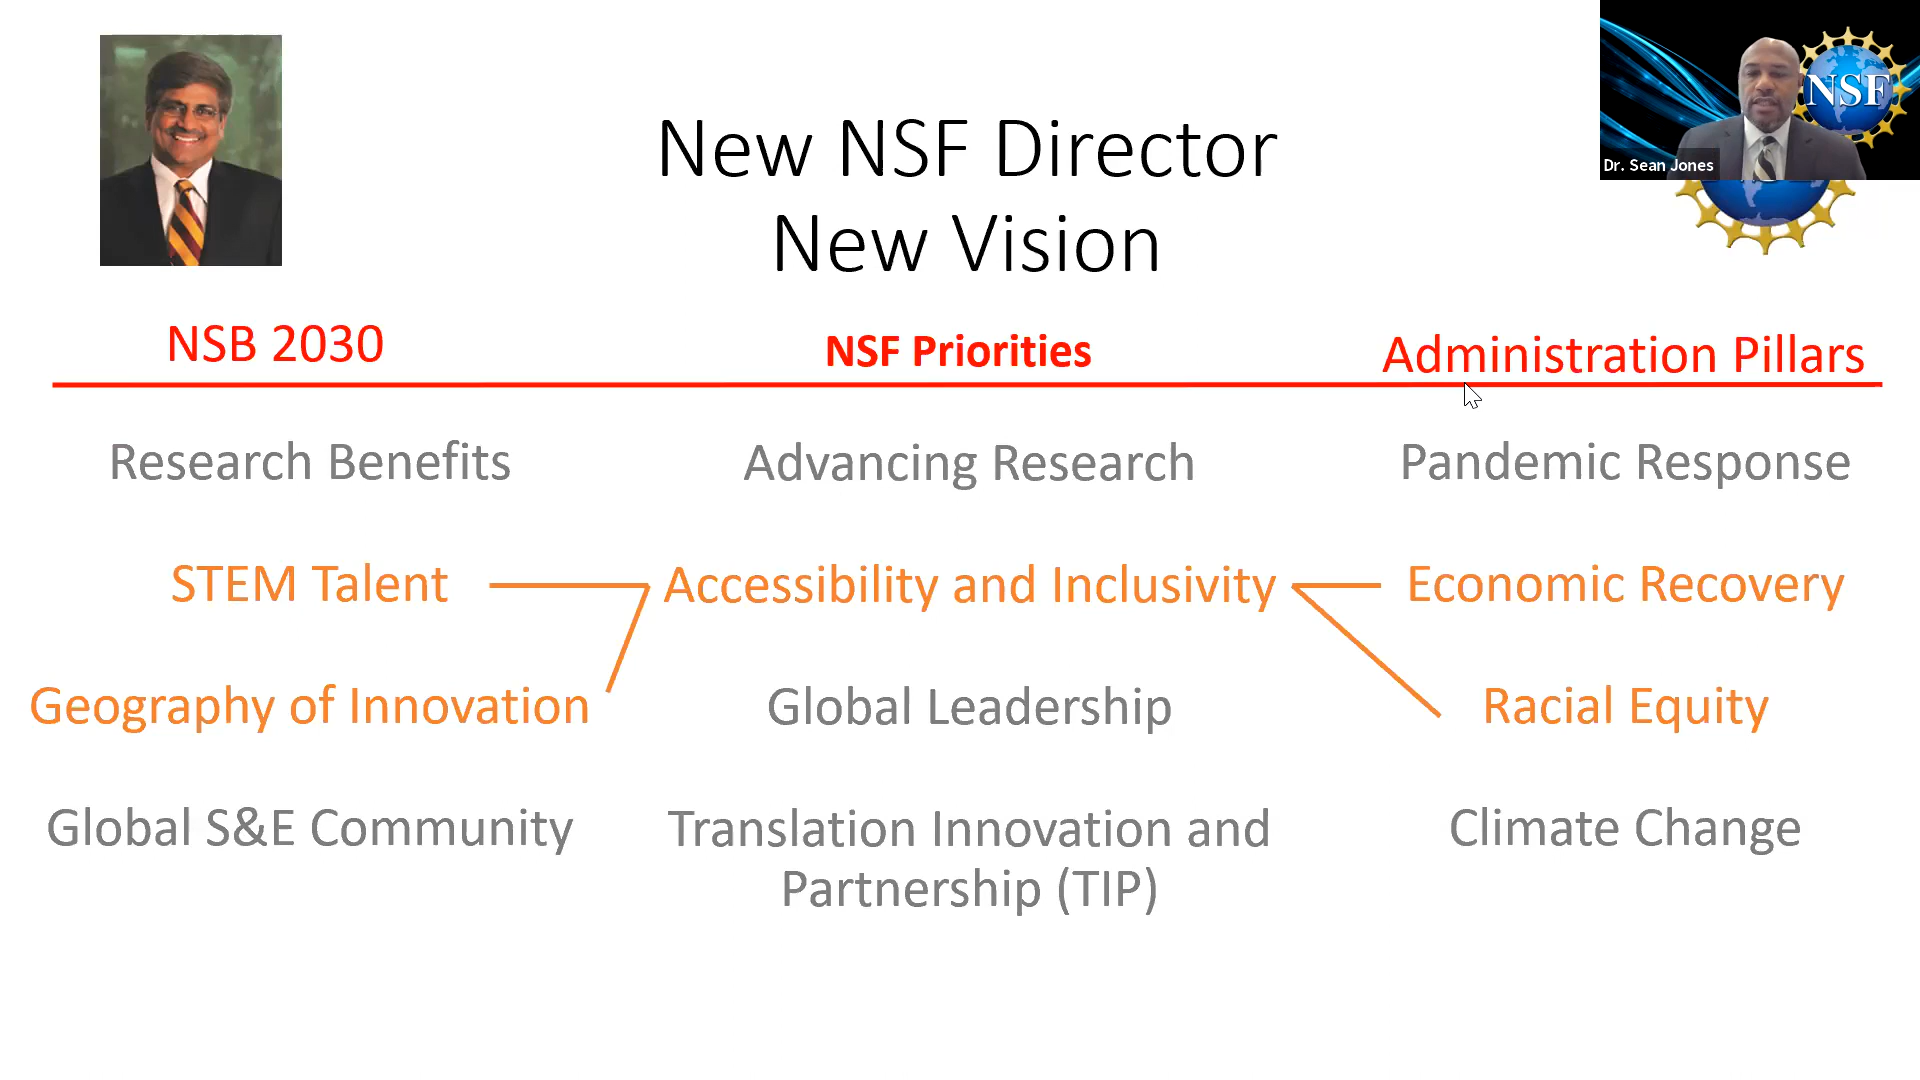 New NSF Director
New Vision
NSF
Dr. Sean Jones
NSB 2030
NSF Priorities
Administration Pillars
Research Benefits
Advancing Research
Pandemic Response
STEM Talent
Accessibility and Inclusivity
Economic Recovery
Geography of Innovation
Global Leadership
Racial Equity
Global S&E Community
Translation Innovation and
Partnership (TIP)
Climate Change